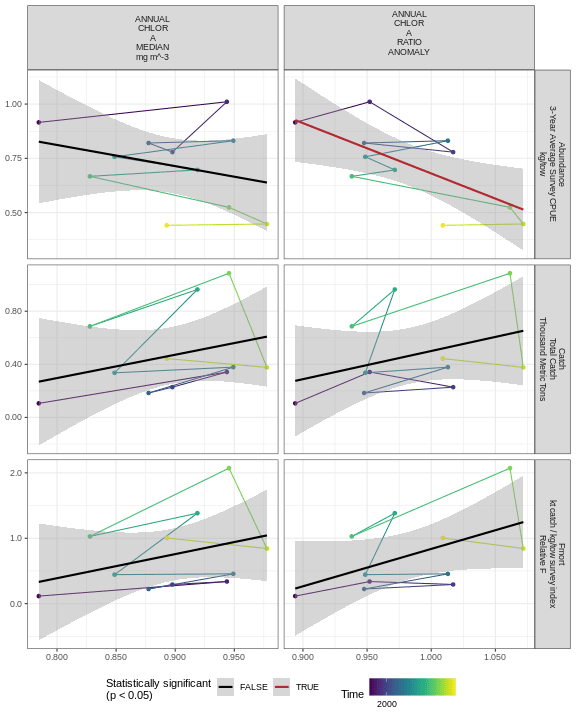 ANNUAL
CHLOR
A
MEDIAN
mg m^-3
ANNUAL
CHLOR
A
RATIO
ANOMALY
1.00
0.75
0.50
Abundance
3-Year Average Survey CPUE
kg/tow
0.80
0.40
0.00
Catch
Total Catch
Thousand Metric Tons
2.0
1.0
0.0
Fmort
kt catch / kg/tow survey index
Relative F
0.800
0.850
0.900
0.950
0.900
0.950
1.000
1.050
Statistically significant
(p < 0.05)
FALSE
TRUE
Time
2000